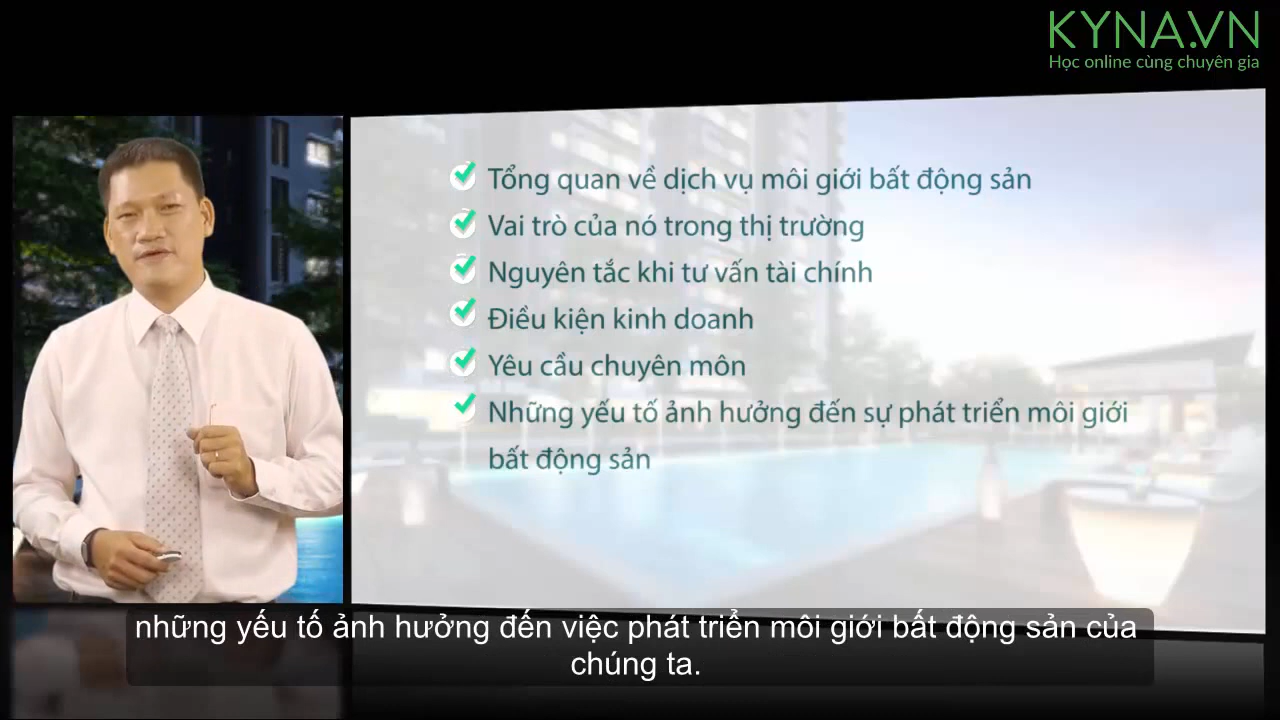 KYNA.VN
Học online cùng chuyên gia
Tổng quan về dịch vụ môi giới bất động sản
Vai trò của nó trong thị trường
Nguyên tắc khi tư vấn tài chính
Điều kiện kinh doanh
Yêu cầu chuyên môn
Những yếu tố ảnh hưởng đến sự phát triển môi giới
bất động sản
những yếu tố ảnh hưởng đến việc phát triển môi giới bất động sản của
chúng ta.